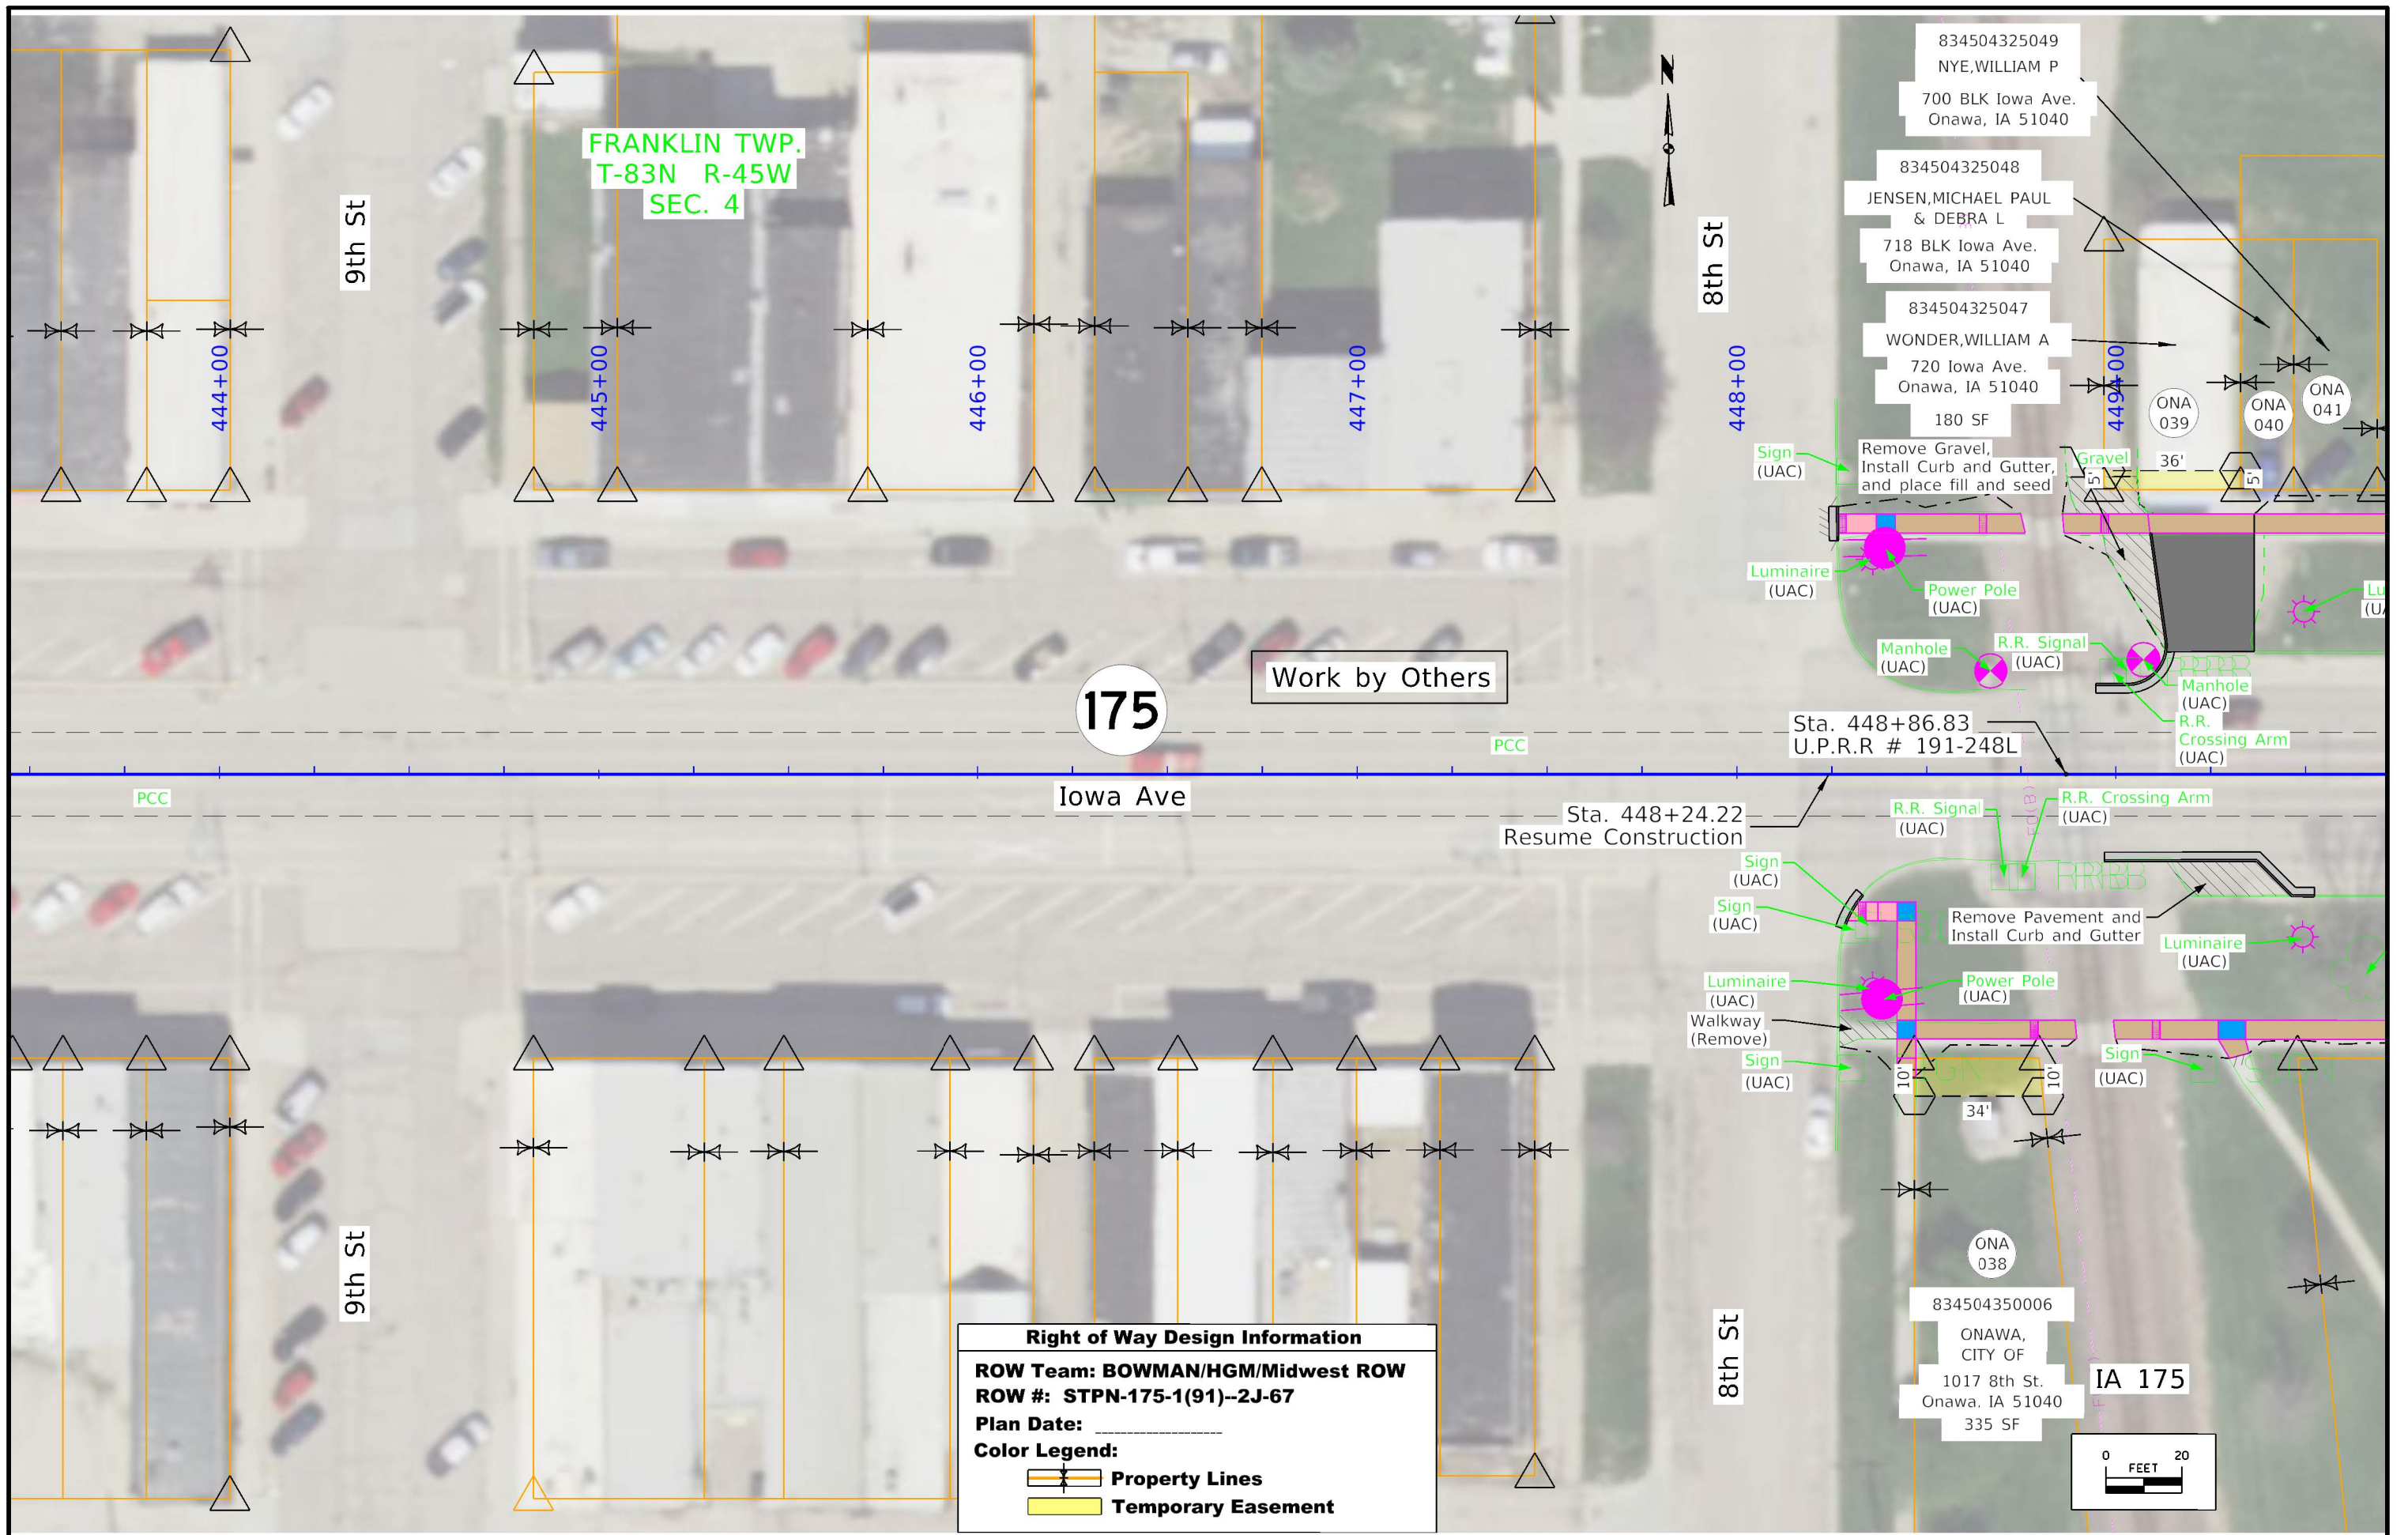 834504325049
NYE,WILLIAM P
700 BLK Iowa Ave.
Onawa, IA 51040
N
FRANKLIN TWP.
T-83N R-45W
SEC. 4
834504325048
JENSEN,MICHAEL PAUL
& DEBRA L
718 BLK Iowa Ave.
Onawa, IA 51040
834504325047
WONDER,WILLIAM A
720 Iowa Ave.
Onawa, IA 51040
180 SF
9th St
8th St
444+00
445+00
446+00
447+00
448+00
449+00
ONA
039
ONA
040
ONA
041
Sign
(UAC)
Remove Gravel,
Install Curb and Gutter,
and place fill and seed
Gravel
36'
5'
5'
Luminaire
(UAC)
Power Pole
(UAC)
Lu
Manhole
(UAC)
R.R. Signal
(UAC)
Manhole
(UAC)
R.R.
Crossing Arm
(UAC)
Work by Others
175
Sta. 448+86.83
U.P.R.R # 191-248L
PCC
PCC
Iowa Ave
Sta. 448+24.22
Resume Construction
R.R. Signal
(UAC)
R.R. Crossing Arm
(UAC)
FO(B)
Sign
(UAC)
Sign
(UAC)
Remove Pavement and
Install Curb and Gutter
Luminaire
(UAC)
Luminaire
(UAC)
Power Pole
(UAC)
Walkway
(Remove)
Sign
(UAC)
Sign
(UAC)
10'
10'
34'
9th St
8th St
ONA
038
834504350006
ONAWA,
CITY OF
1017 8th St.
Onawa. IA 51040
335 SF
IA 175
Right of Way Design Information
ROW Team: BOWMAN/HGM/Midwest ROW
ROW #: STPN-175-1(91)--2J-67
Plan Date: ____________________
Color Legend:
Property Lines
Temporary Easement
0 20
FEET